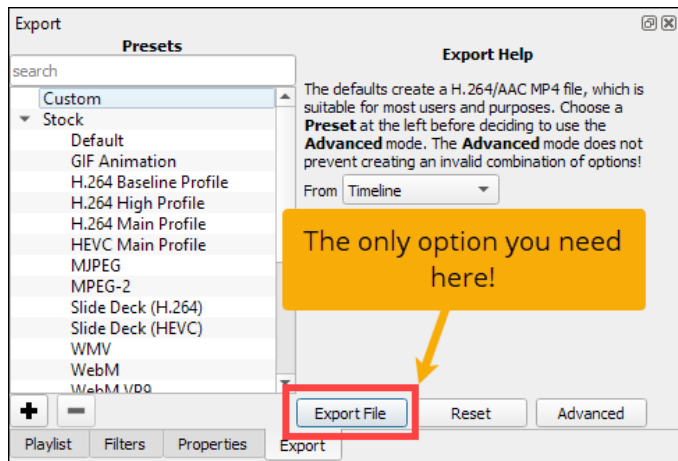 Export
Presets
search
Custom
Stock
Default
GIF Animation
H.264 Baseline Profile
H.264 High Profile
H.264 Main Profile
HEVC Main Profile
MJPEG
MPEG-2
Slide Deck (H.264)
Slide Deck (HEVC)
WMV
WebM
WebM VP9
Export Help
The defaults create a H.264/AAC MP4 file, which is
suitable for most users and purposes. Choose a
Preset at the left before deciding to use the
Advanced mode. The Advanced mode does not
prevent creating an invalid combination of options!
From Timeline
The only option you need
here!
Export File Reset Advanced
Playlist Filters Properties Export